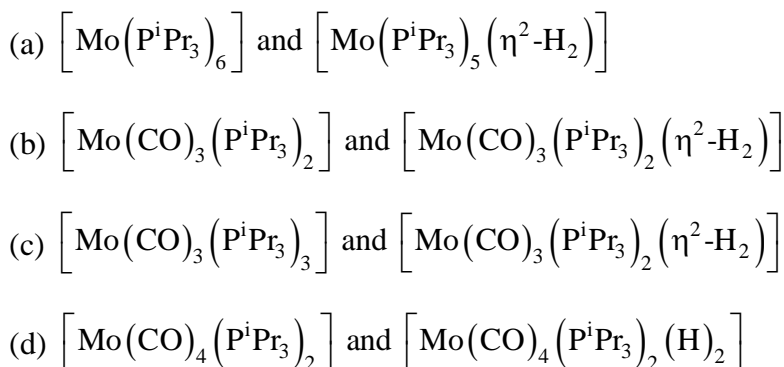 (a) [Mo(PⁱPr₃)₆] and [Mo(PⁱPr₃)₅(η²-H₂)]
(b) [Mo(CO)₃(PⁱPr₃)₂] and [Mo(CO)₃(PⁱPr₃)₂(η²-H₂)]
(c) [Mo(CO)₃(PⁱPr₃)₃] and [Mo(CO)₃(PⁱPr₃)₂(η²-H₂)]
(d) [Mo(CO)₄(PⁱPr₃)₂] and [Mo(CO)₄(PⁱPr₃)₂(H)₂]